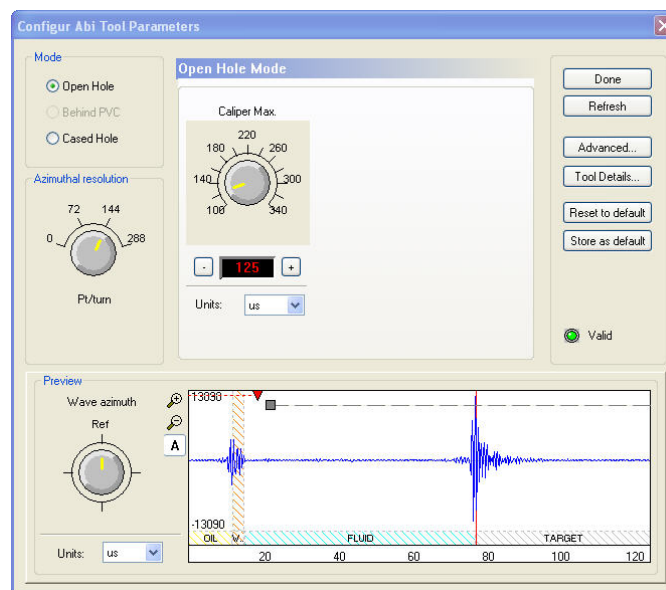 Configur Abi Tool Parameters
Mode
Open Hole
Behind PVC
Cased Hole
Azimuthal resolution
0 72 144 288
Pt/turn
Open Hole Mode
Caliper Max.
100 140 180 220 260 300 340
- 125 +
Units: us
Done
Refresh
Advanced...
Tool Details...
Reset to default
Store as default
Valid
Preview
Wave azimuth
Ref
Units: us
A
13090
-13090
OIL V.. FLUID TARGET
20 40 60 80 100 120